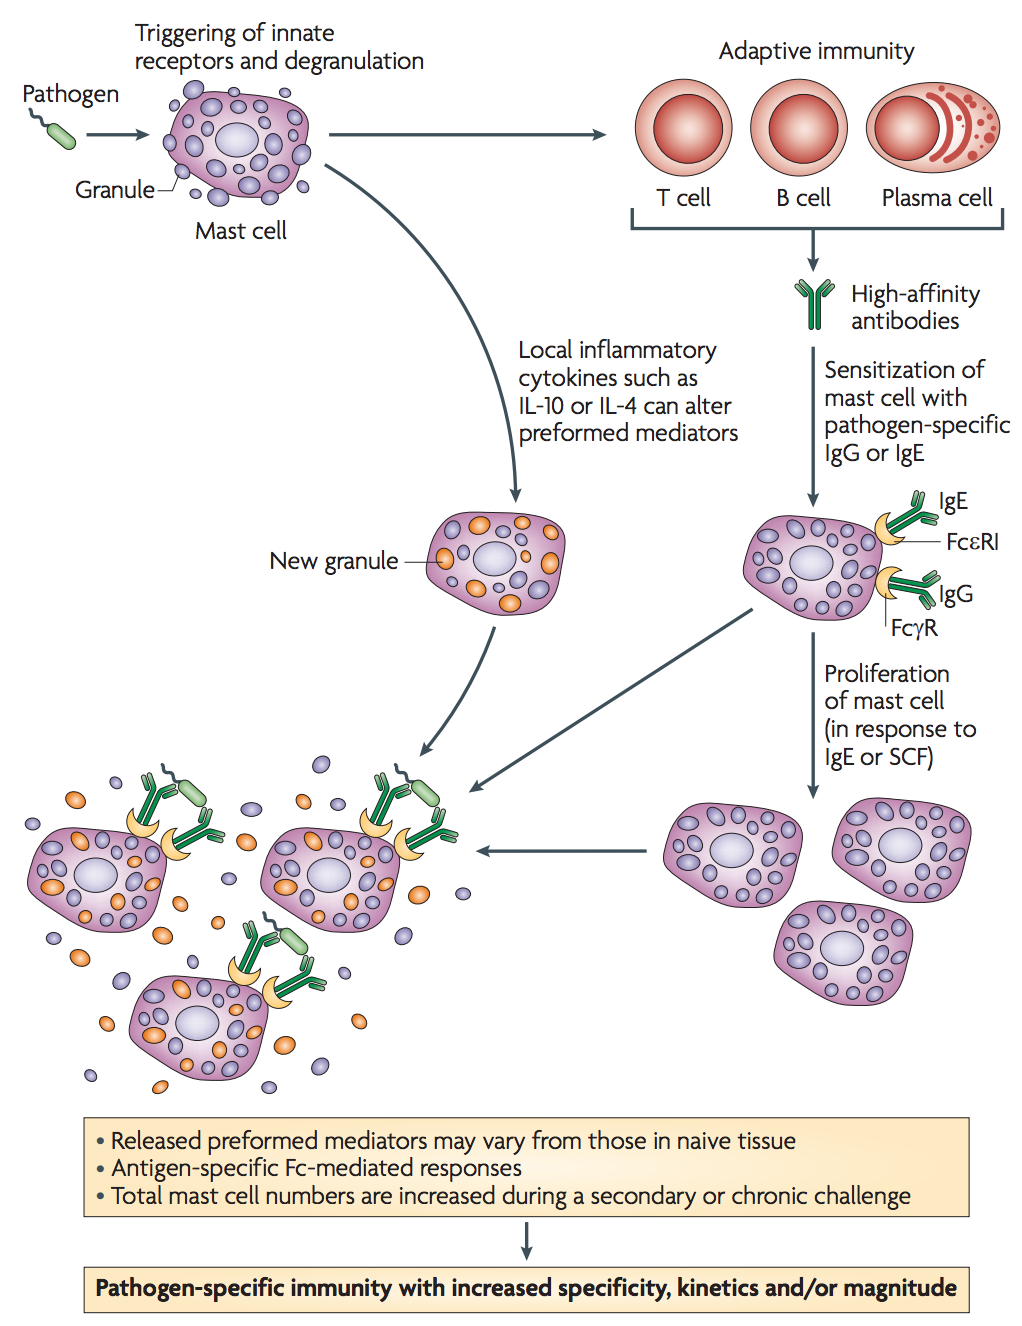 Triggering of innate
receptors and degranulation
Adaptive immunity
Pathogen
Granule
Mast cell
T cell
B cell
Plasma cell
High-affinity
antibodies
Local inflammatory
cytokines such as
IL-10 or IL-4 can alter
preformed mediators
Sensitization of
mast cell with
pathogen-specific
IgG or IgE
New granule
IgE
FcεRI
IgG
FcγR
Proliferation
of mast cell
(in response to
IgE or SCF)
• Released preformed mediators may vary from those in naive tissue
• Antigen-specific Fc-mediated responses
• Total mast cell numbers are increased during a secondary or chronic challenge
Pathogen-specific immunity with increased specificity, kinetics and/or magnitude